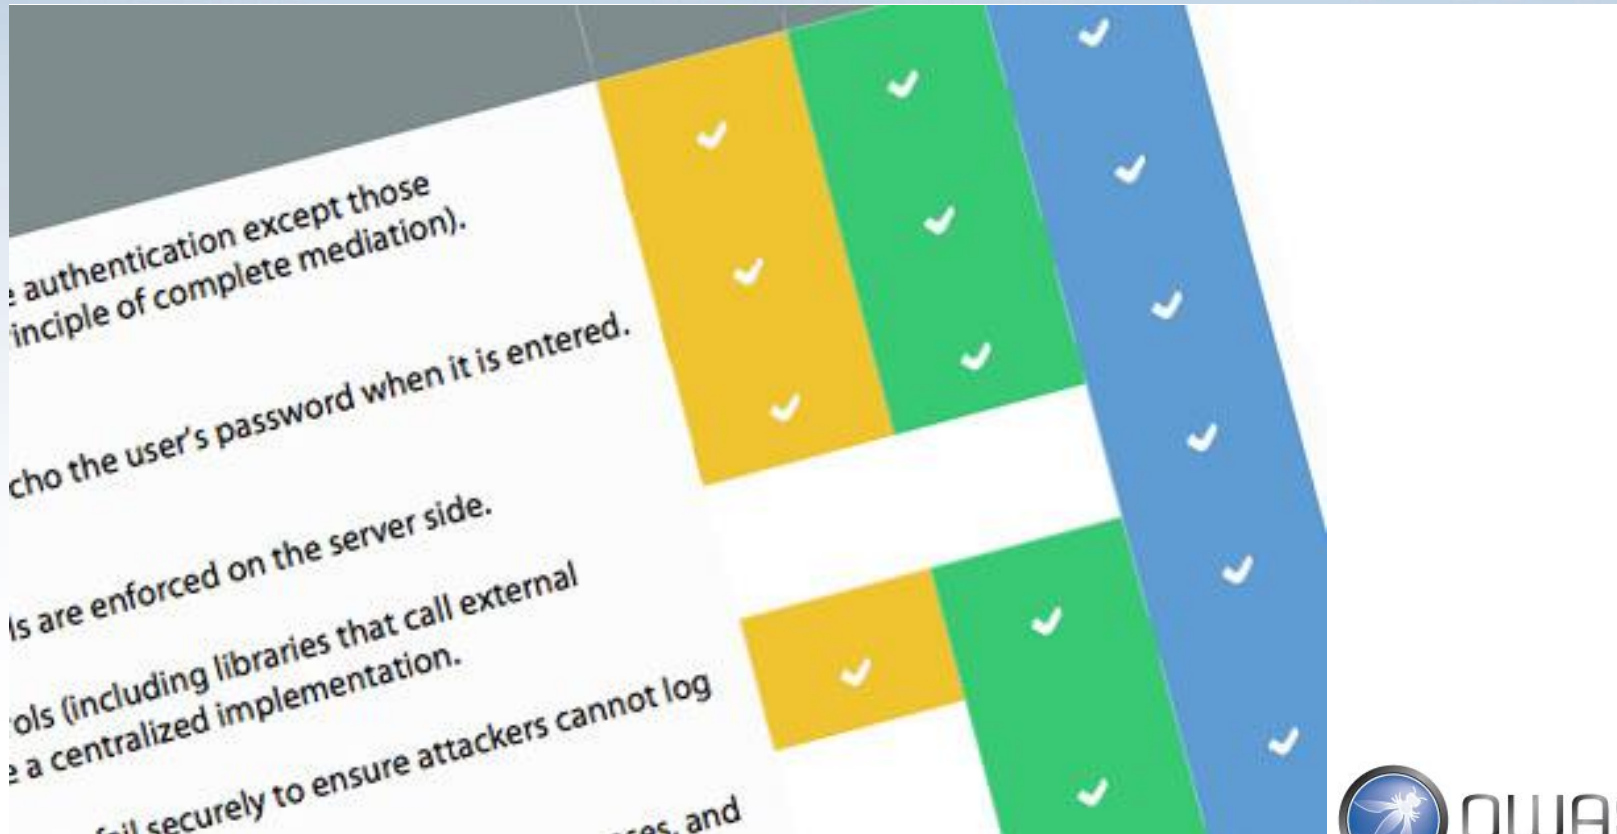 e authentication except those
inciple of complete mediation).
cho the user's password when it is entered.
ls are enforced on the server side.
ols (including libraries that call external
e a centralized implementation.
securely to ensure attackers cannot log
and